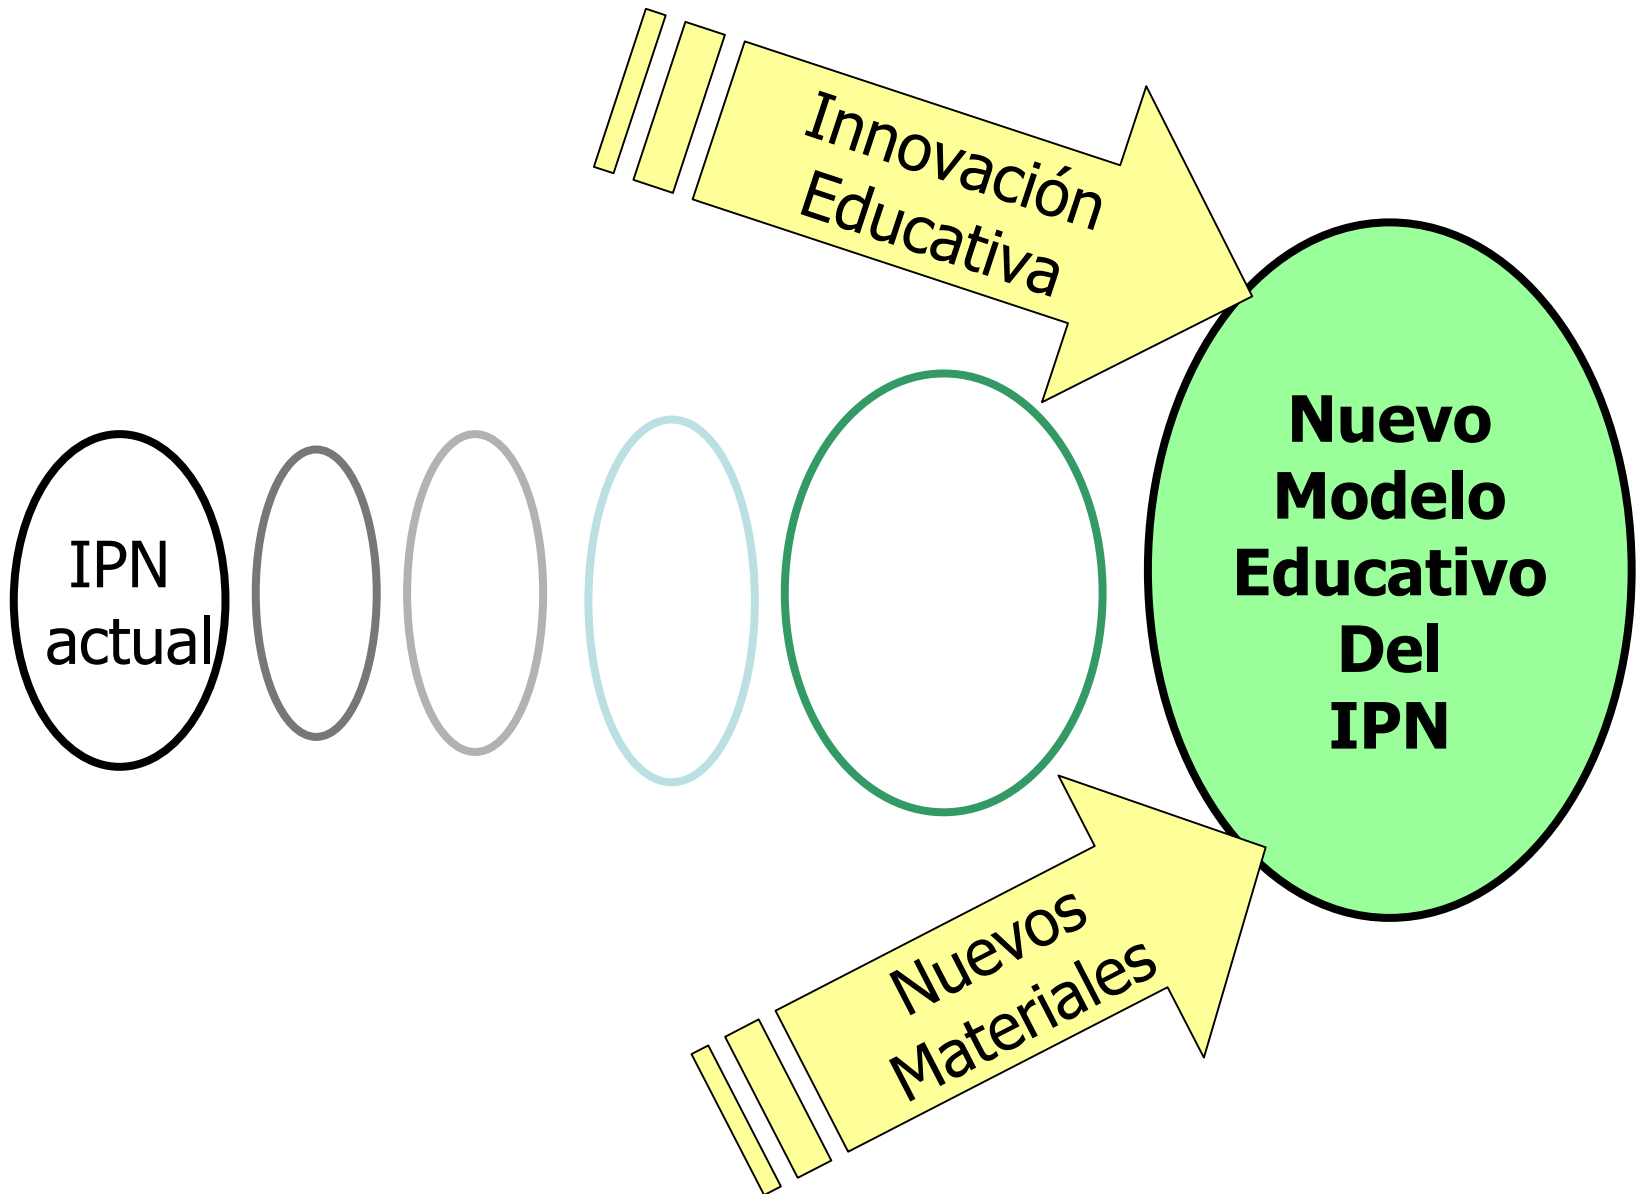 Innovación
Educativa
IPN
actual
Nuevo
Modelo
Educativo
Del
IPN
Nuevos
Materiales